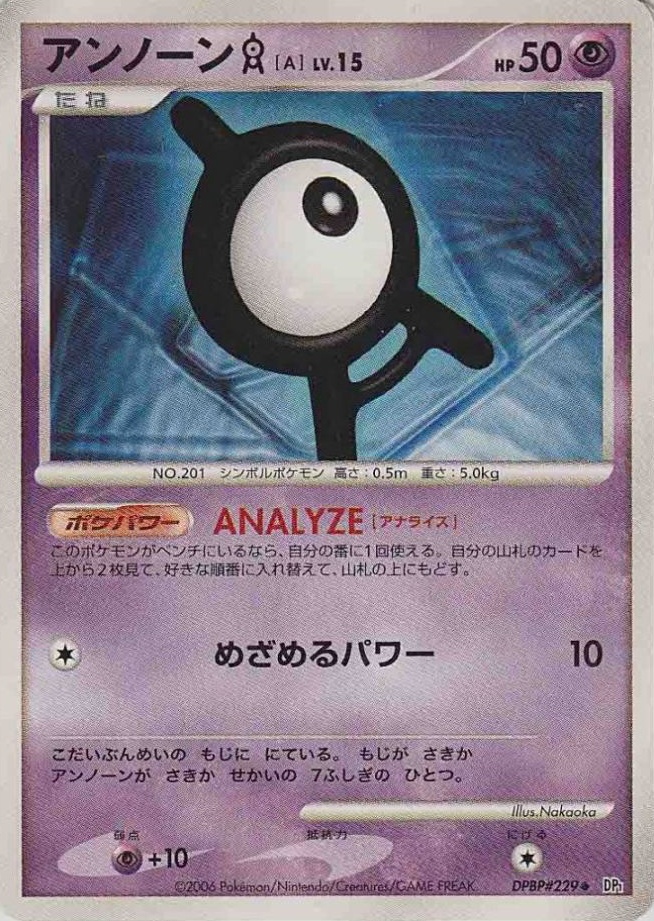 アンノーン [A] LV.15 HP 50
たね
NO.201 シンボルポケモン 高さ：0.5m 重さ：5.0kg
ポケパワー ANALYZE [アナライズ]
このポケモンがベンチにいるなら、自分の番に1回使える。自分の山札のカードを
上から2枚見て、好きな順番に入れ替えて、山札の上にもどす。
めざめるパワー 10
こだいぶんめいの もじに にている。 もじが さきか
アンノーンが さきか せかいの 7ふしぎの ひとつ。
Illus.Nakaoka
弱点 抵抗力 にげる
+10
©2006 Pokémon/Nintendo/Creatures/GAME FREAK. DPBP#229 DP1